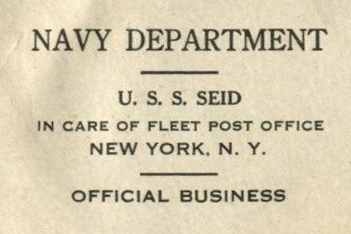 NAVY DEPARTMENT
U. S. S. SEID
IN CARE OF FLEET POST OFFICE
NEW YORK, N. Y.
OFFICIAL BUSINESS